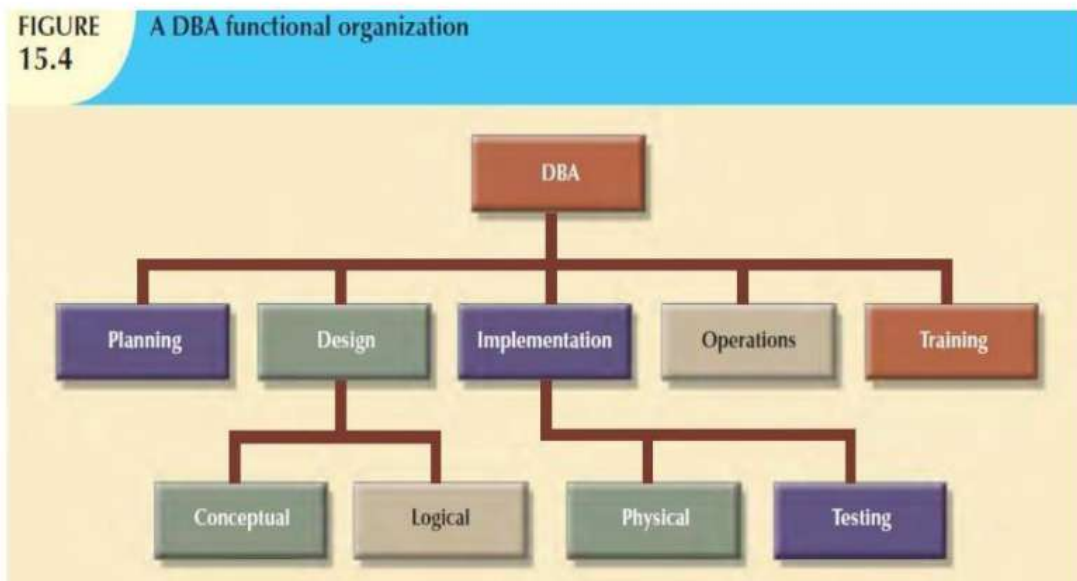 FIGURE
15.4
A DBA functional organization
DBA
Planning
Design
Implementation
Operations
Training
Conceptual
Logical
Physical
Testing